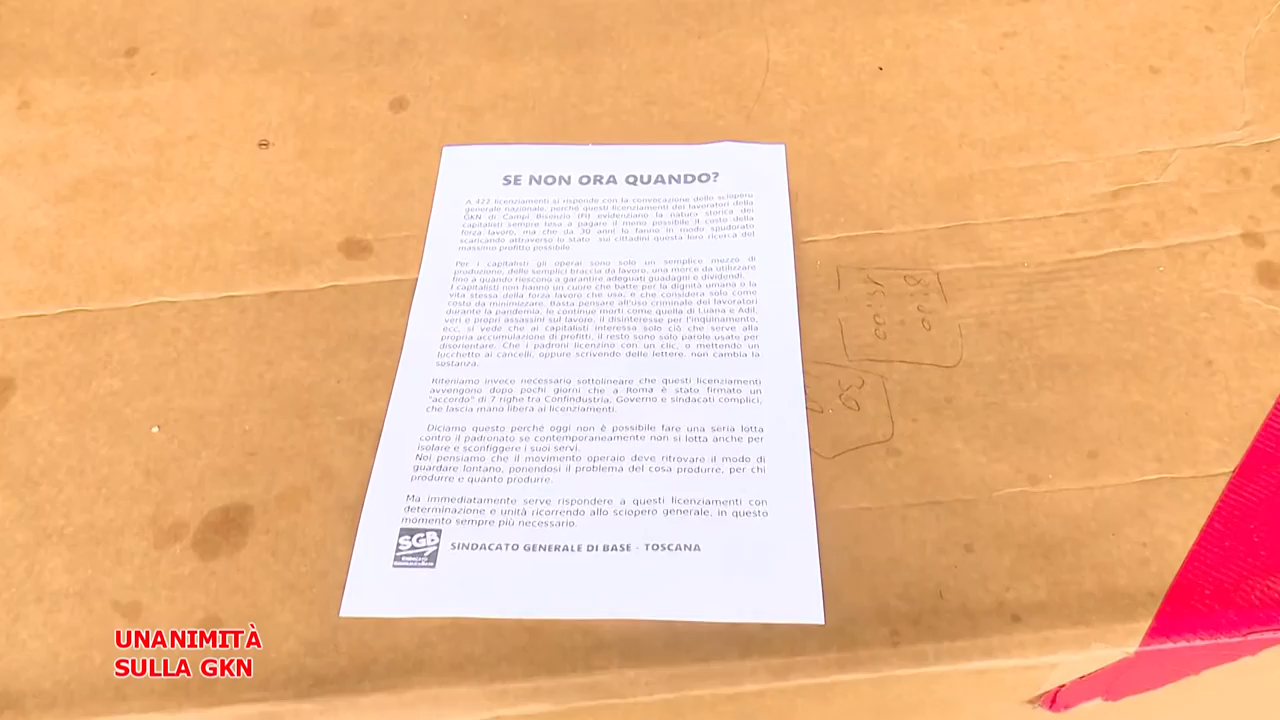 SE NON ORA QUANDO?
A 422 licenziamenti si risponde con la convocazione dello sciopero
generale nazionale, perché questi licenziamenti dei lavoratori della
GKN di Campi Bisenzio (FI) evidenziano la natura storica dei
capitalisti sempre tesa a pagare il meno possibile il costo della
forza lavoro, ma che da 30 anni lo fanno in modo spudorato
scaricando attraverso lo Stato sui cittadini questa loro ricerca del
massimo profitto possibile.
Per i capitalisti gli operai sono solo un semplice mezzo di
produzione, delle semplici braccia da lavoro, una merce da utilizzare
fino a quando riescono a garantire adeguati guadagni e dividendi.
I capitalisti non hanno un cuore che batte per la dignità umana o la
vita stessa della forza lavoro che usa, e che considera solo come
costo da minimizzare. Basta pensare all'uso criminale dei lavoratori
durante la pandemia, le continue morti come quella di Luana e Adil,
veri e propri assassini sul lavoro, il disinteresse per l'inquinamento,
ecc, si vede che ai capitalisti interessa solo ciò che serve alla
propria accumulazione di profitti, il resto sono solo parole usate per
disorientare. Che i padroni licenzino con un clic, o mettendo un
lucchetto ai cancelli, oppure scrivendo delle lettere, non cambia la
sostanza.
Riteniamo invece necessario sottolineare che questi licenziamenti
avvengono dopo pochi giorni che a Roma è stato firmato un
"accordo" di 7 righe tra Confindustria, Governo e sindacati complici,
che lascia mano libera ai licenziamenti.
Diciamo questo perché oggi non è possibile fare una seria lotta
contro il padronato se contemporaneamente non si lotta anche per
isolare e sconfiggere i suoi servi.
Noi pensiamo che il movimento operaio deve ritrovare il modo di
guardare lontano, ponendosi il problema del cosa produrre, per chi
produrre e quanto produrre.
Ma immediatamente serve rispondere a questi licenziamenti con
determinazione e unità ricorrendo allo sciopero generale, in questo
momento sempre più necessario.
SGB
SINDACATO GENERALE DI BASE - TOSCANA
UNANIMITÀ
SULLA GKN